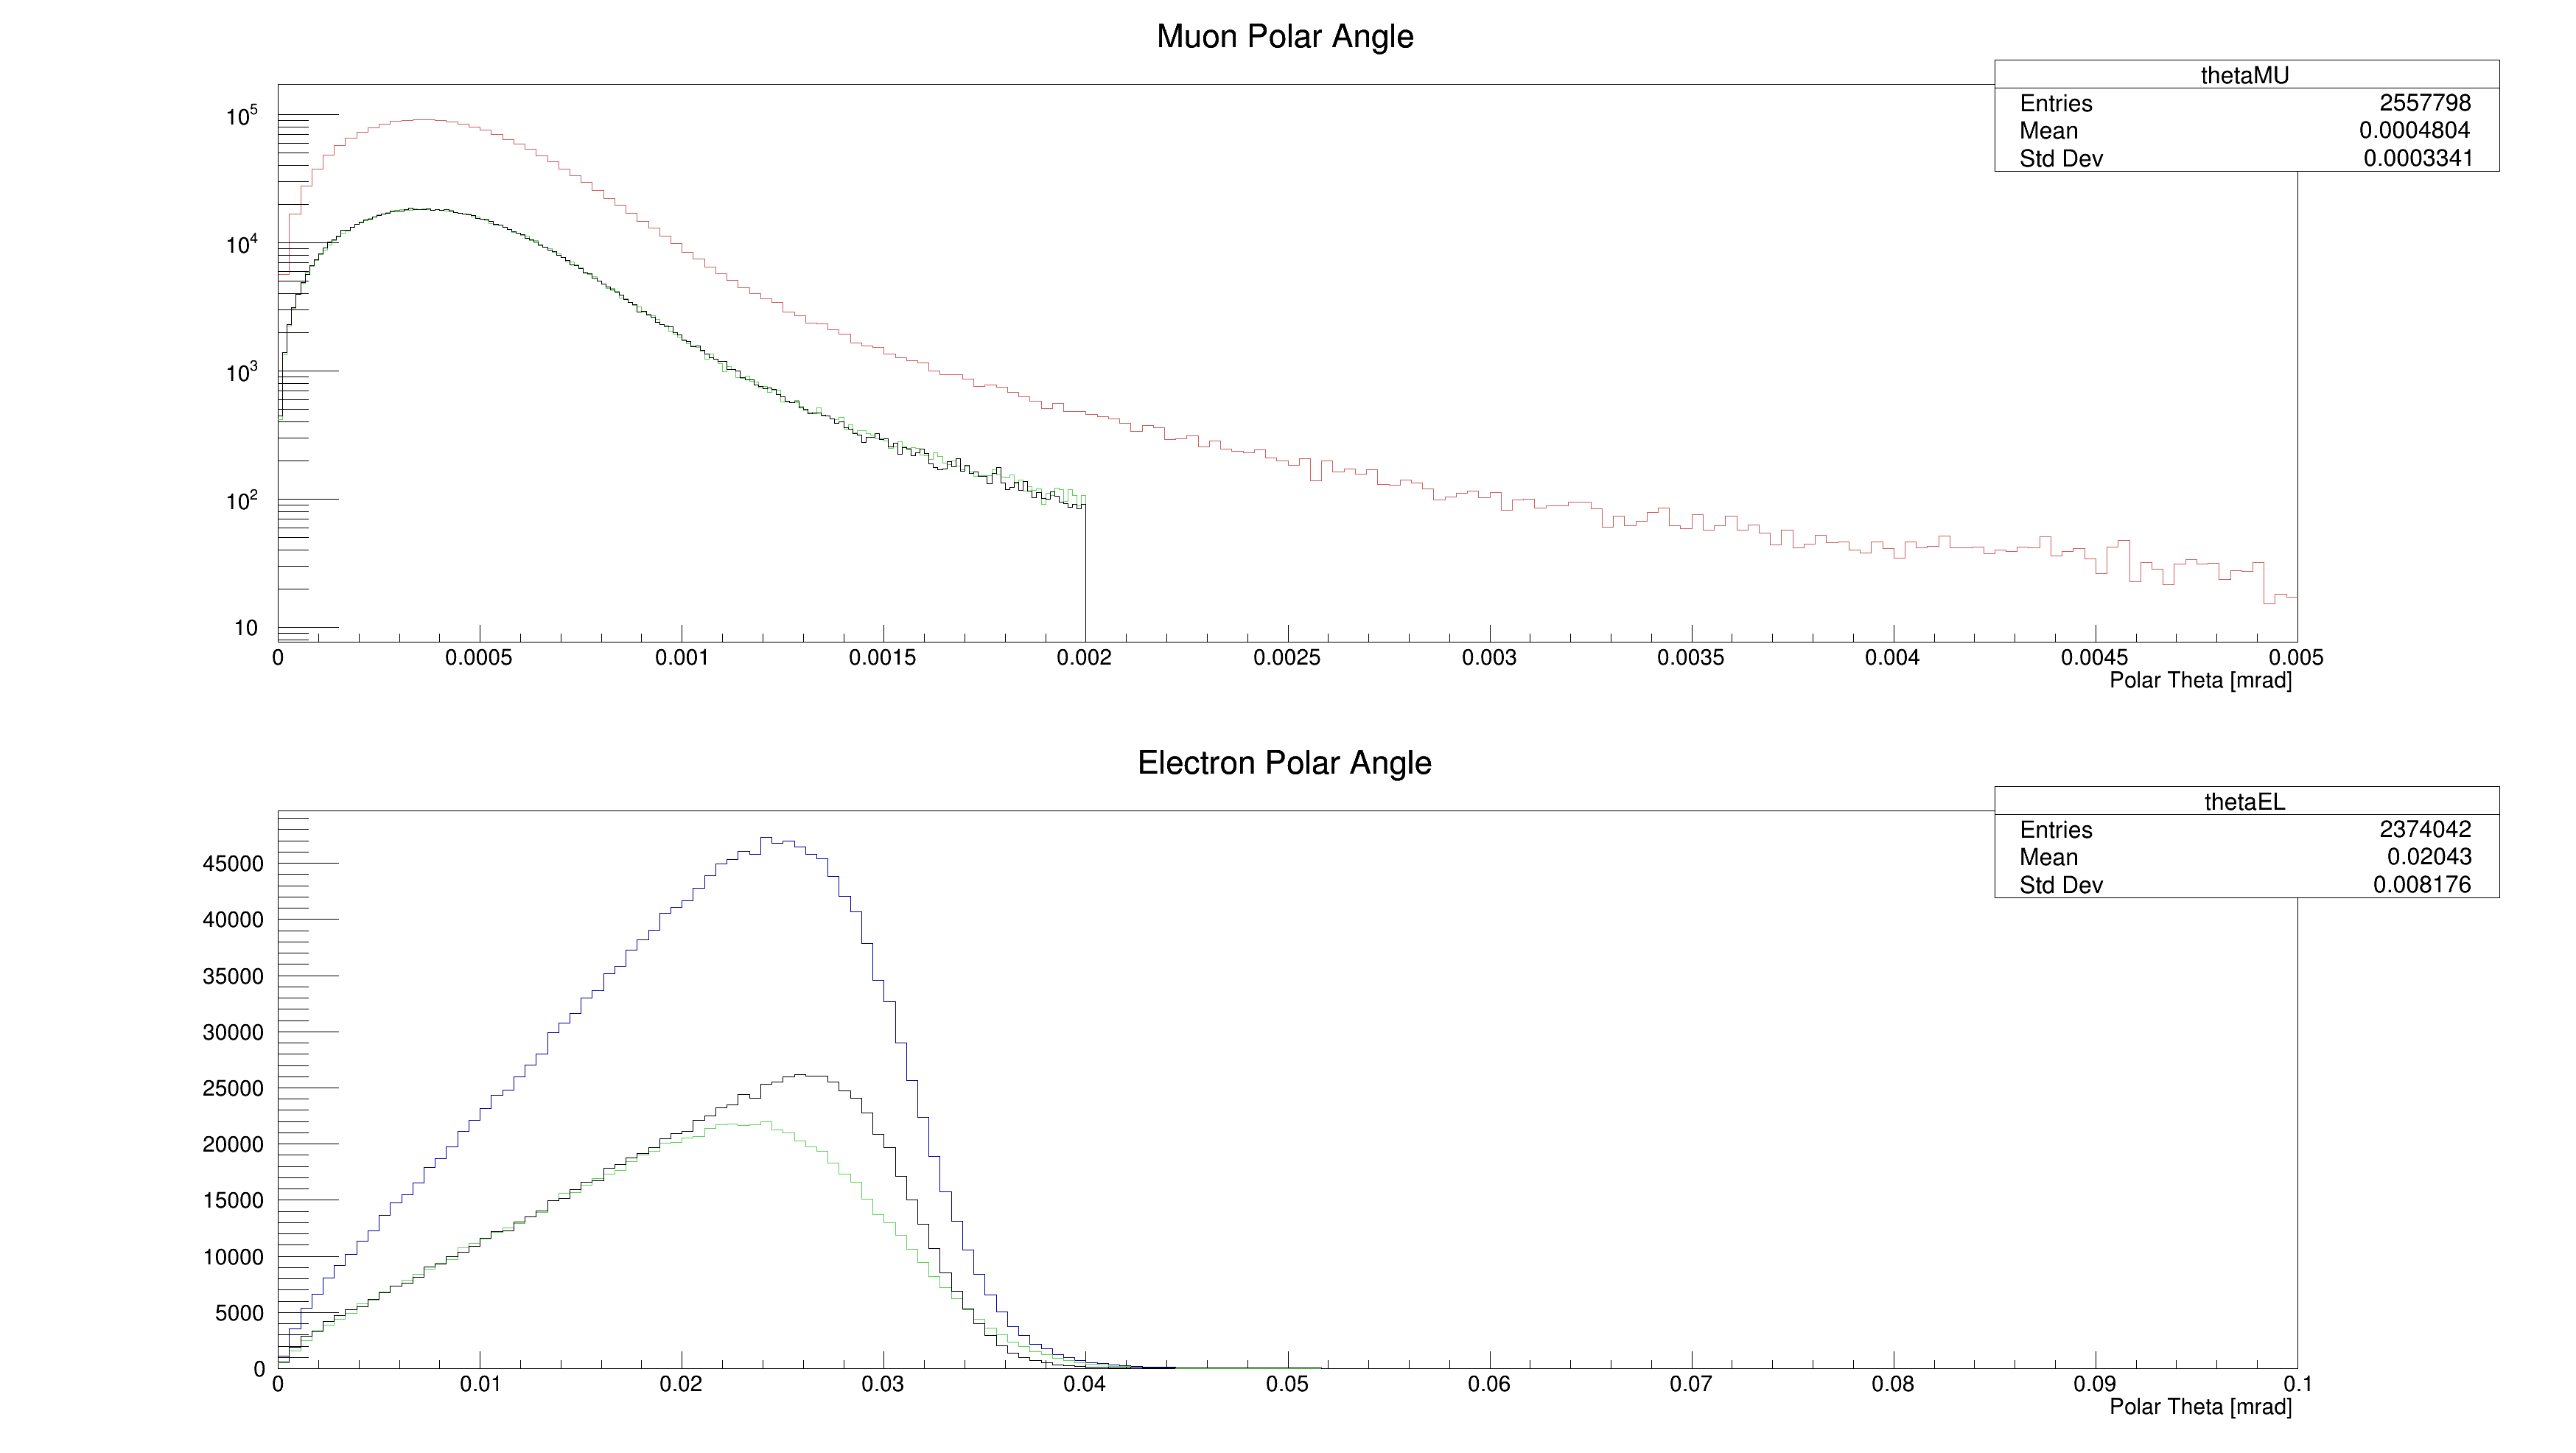 Muon Polar Angle
thetaMU
Entries 2557798
Mean 0.0004804
Std Dev 0.0003341
10^5
10^4
10^3
10^2
10
0 0.0005 0.001 0.0015 0.002 0.0025 0.003 0.0035 0.004 0.0045 0.005
Polar Theta [mrad]
Electron Polar Angle
thetaEL
Entries 2374042
Mean 0.02043
Std Dev 0.008176
45000
40000
35000
30000
25000
20000
15000
10000
5000
0
0 0.01 0.02 0.03 0.04 0.05 0.06 0.07 0.08 0.09 0.1
Polar Theta [mrad]